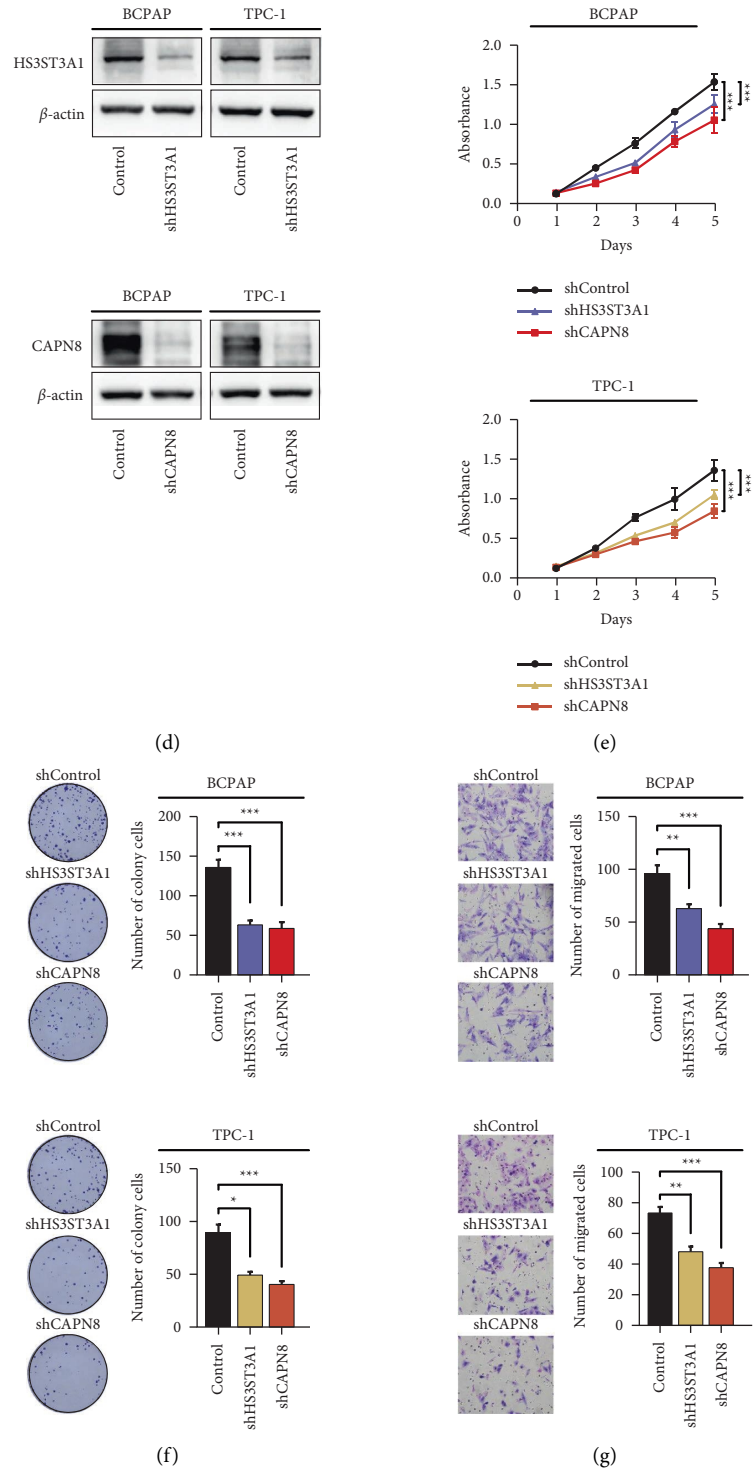 BCPAP TPC-1
HS3ST3A1
β-actin
Control shHS3ST3A1 Control shHS3ST3A1
BCPAP TPC-1
CAPN8
β-actin
Control shCAPN8 Control shCAPN8
(d)
BCPAP
2.0
1.5
1.0
0.5
0.0
Absorbance
*** ***
0 1 2 3 4 5
Days
shControl
shHS3ST3A1
shCAPN8
TPC-1
2.0
1.5
1.0
0.5
0.0
Absorbance
*** ***
0 1 2 3 4 5
Days
shControl
shHS3ST3A1
shCAPN8
(e)
shControl
shHS3ST3A1
shCAPN8
BCPAP
200
150
100
50
0
Number of colony cells
***
***
Control shHS3ST3A1 shCAPN8
shControl
shHS3ST3A1
shCAPN8
TPC-1
150
100
50
0
Number of colony cells
***
*
Control shHS3ST3A1 shCAPN8
(f)
shControl
shHS3ST3A1
shCAPN8
BCPAP
150
100
50
0
Number of migrated cells
***
**
Control shHS3ST3A1 shCAPN8
shControl
shHS3ST3A1
shCAPN8
TPC-1
100
80
60
40
20
0
Number of migrated cells
***
**
Control shHS3ST3A1 shCAPN8
(g)